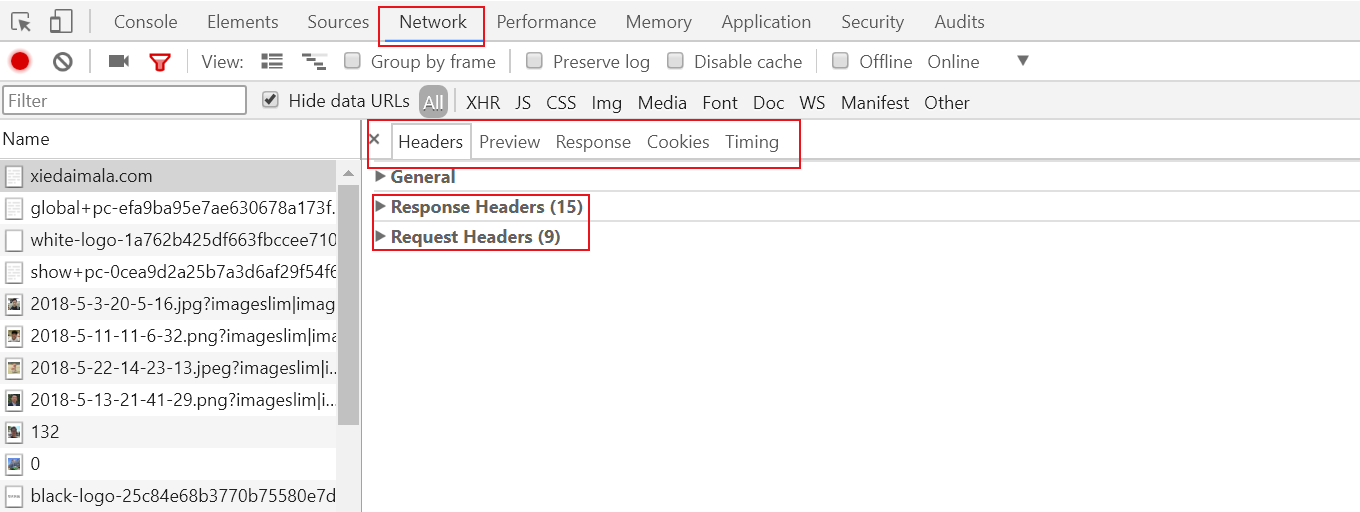 Console Elements Sources Network Performance Memory Application Security Audits
View: Group by frame Preserve log Disable cache Offline Online
Filter Hide data URLs All XHR JS CSS Img Media Font Doc WS Manifest Other
Name
Headers Preview Response Cookies Timing
xiedaimala.com
global+pc-efa9ba95e7ae630678a173f.
white-logo-1a762b425df663fbccee710
show+pc-0cea9d2a25b7a3d6af29f54f6
2018-5-3-20-5-16.jpg?imageslim|imag
2018-5-11-11-6-32.png?imageslim|ima
2018-5-22-14-23-13.jpeg?imageslim|i...
2018-5-13-21-41-29.png?imageslim|i...
132
0
black-logo-25c84e68b3770b75580e7d
General
Response Headers (15)
Request Headers (9)